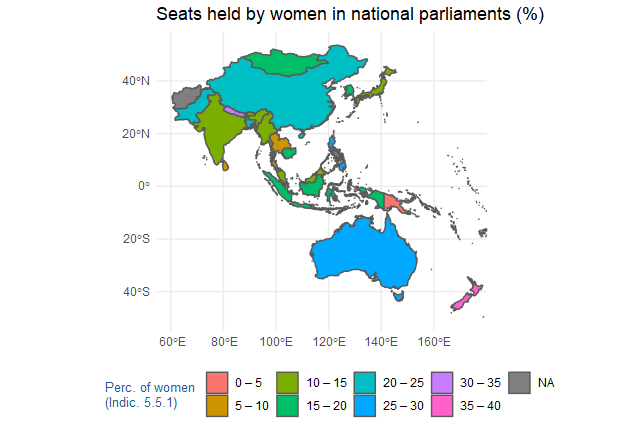 Seats held by women in national parliaments (%)
40°N
20°N
0°
20°S
40°S
60°E 80°E 100°E 120°E 140°E 160°E
Perc. of women
(Indic. 5.5.1)
0 – 5 10 – 15 20 – 25 30 – 35 NA
5 – 10 15 – 20 25 – 30 35 – 40